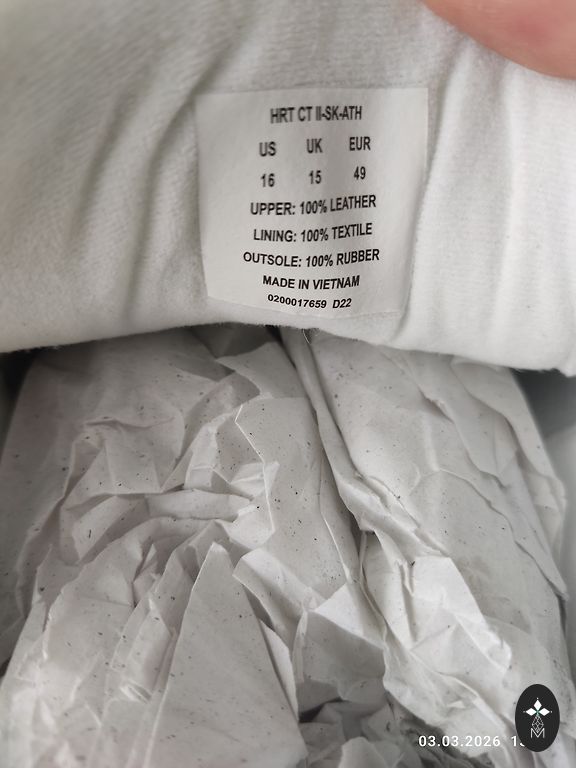 HRT CT II-SK-ATH
US UK EUR
16 15 49
UPPER: 100% LEATHER
LINING: 100% TEXTILE
OUTSOLE: 100% RUBBER
MADE IN VIETNAM
0200017659 D22
03.03.2026